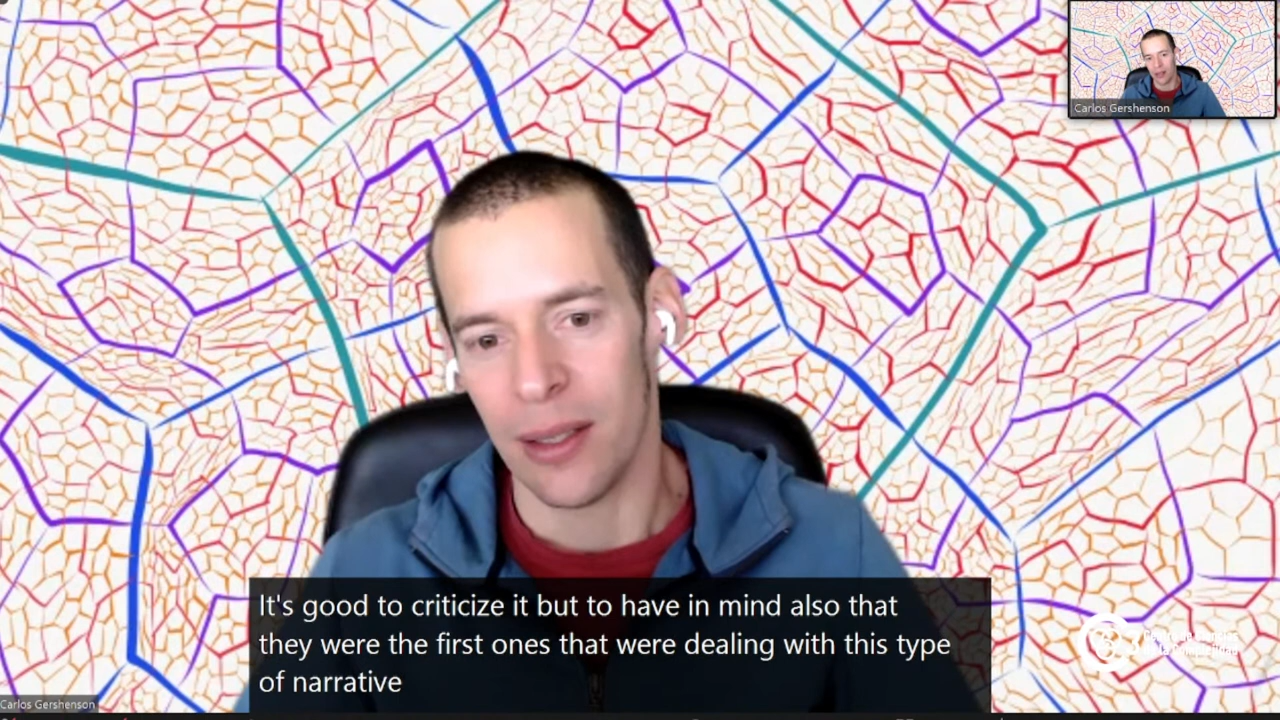 Carlos Gershenson
It's good to criticize it but to have in mind also that
they were the first ones that were dealing with this type
of narrative
Carlos Gershenson